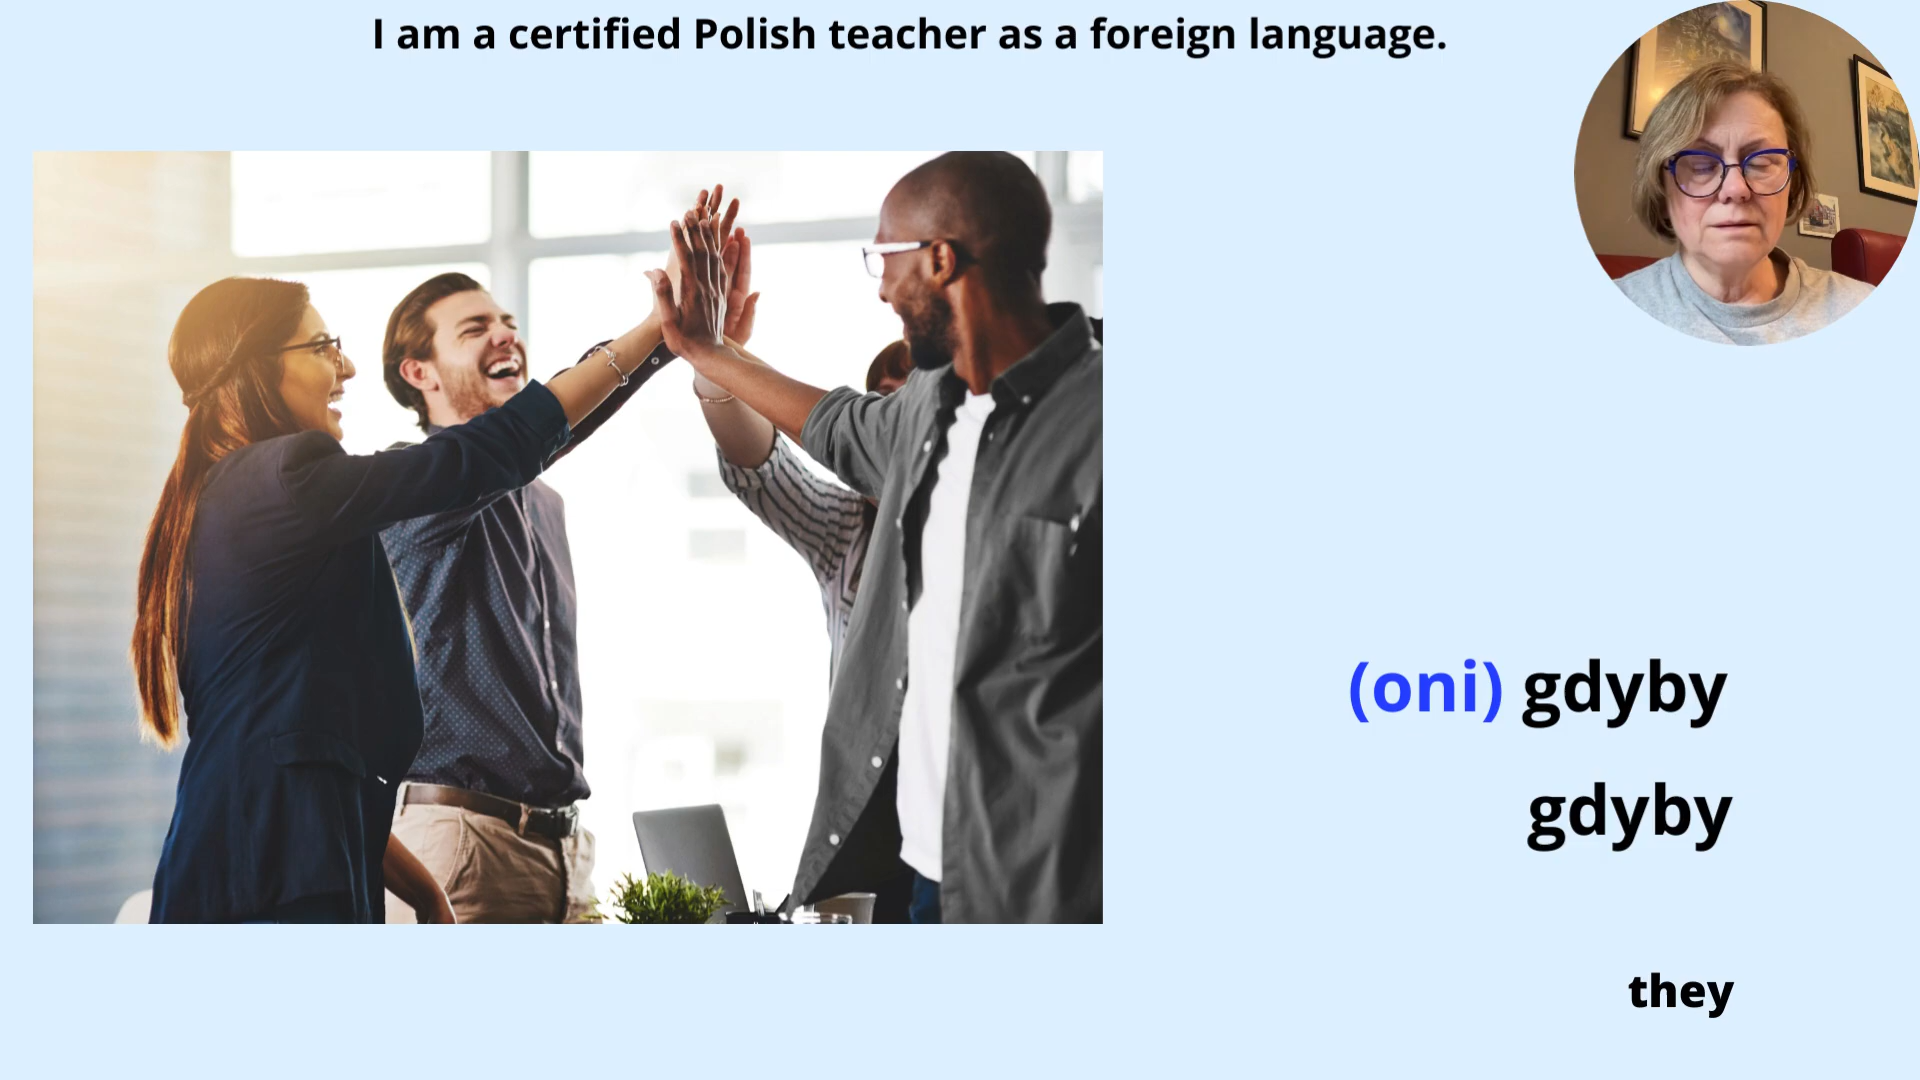 I am a certified Polish teacher as a foreign language.
(oni) gdyby
gdyby
they